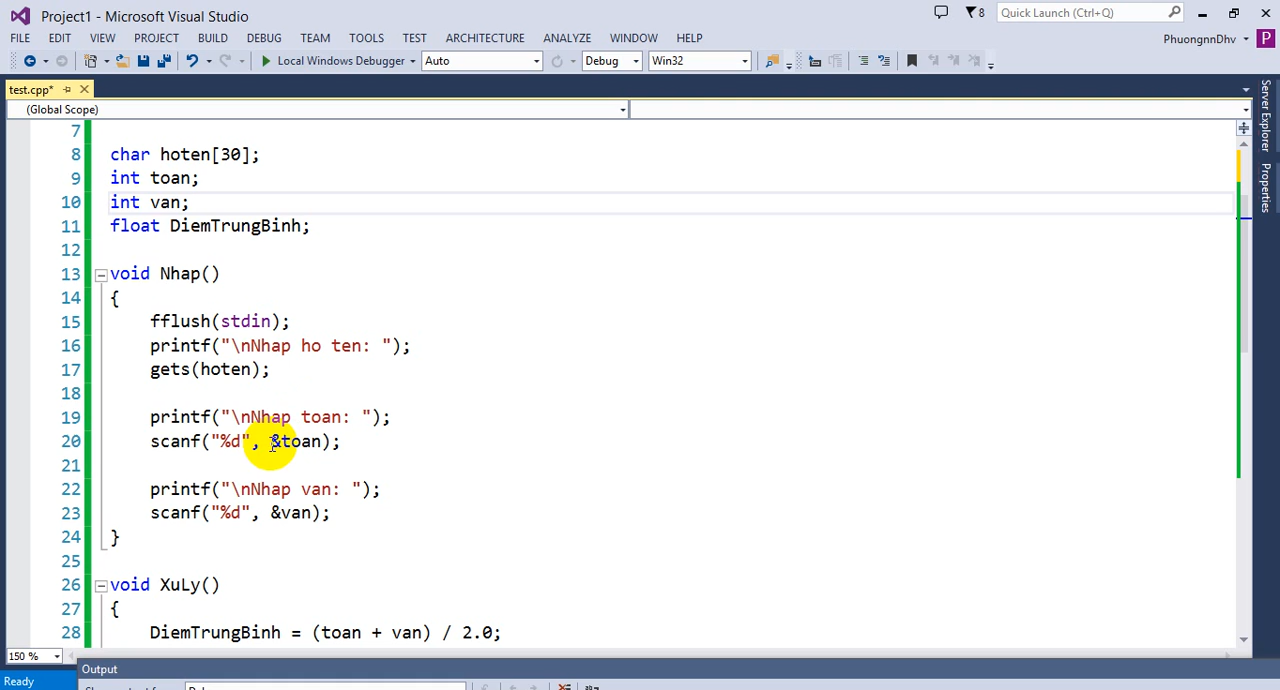 Project1 - Microsoft Visual Studio
8
Quick Launch (Ctrl+Q)
FILE EDIT VIEW PROJECT BUILD DEBUG TEAM TOOLS TEST ARCHITECTURE ANALYZE WINDOW HELP
PhuongnnDhv
P
Local Windows Debugger
Auto
Debug
Win32
test.cpp*
(Global Scope)
Server Explorer
Properties
7
8 char hoten[30];
9 int toan;
10 int van;
11 float DiemTrungBinh;
12
13 void Nhap()
14 {
15 fflush(stdin);
16 printf("\nNhap ho ten: ");
17 gets(hoten);
18
19 printf("\nNhap toan: ");
20 scanf("%d", &toan);
21
22 printf("\nNhap van: ");
23 scanf("%d", &van);
24 }
25
26 void XuLy()
27 {
28 DiemTrungBinh = (toan + van) / 2.0;
150 %
Output
Ready